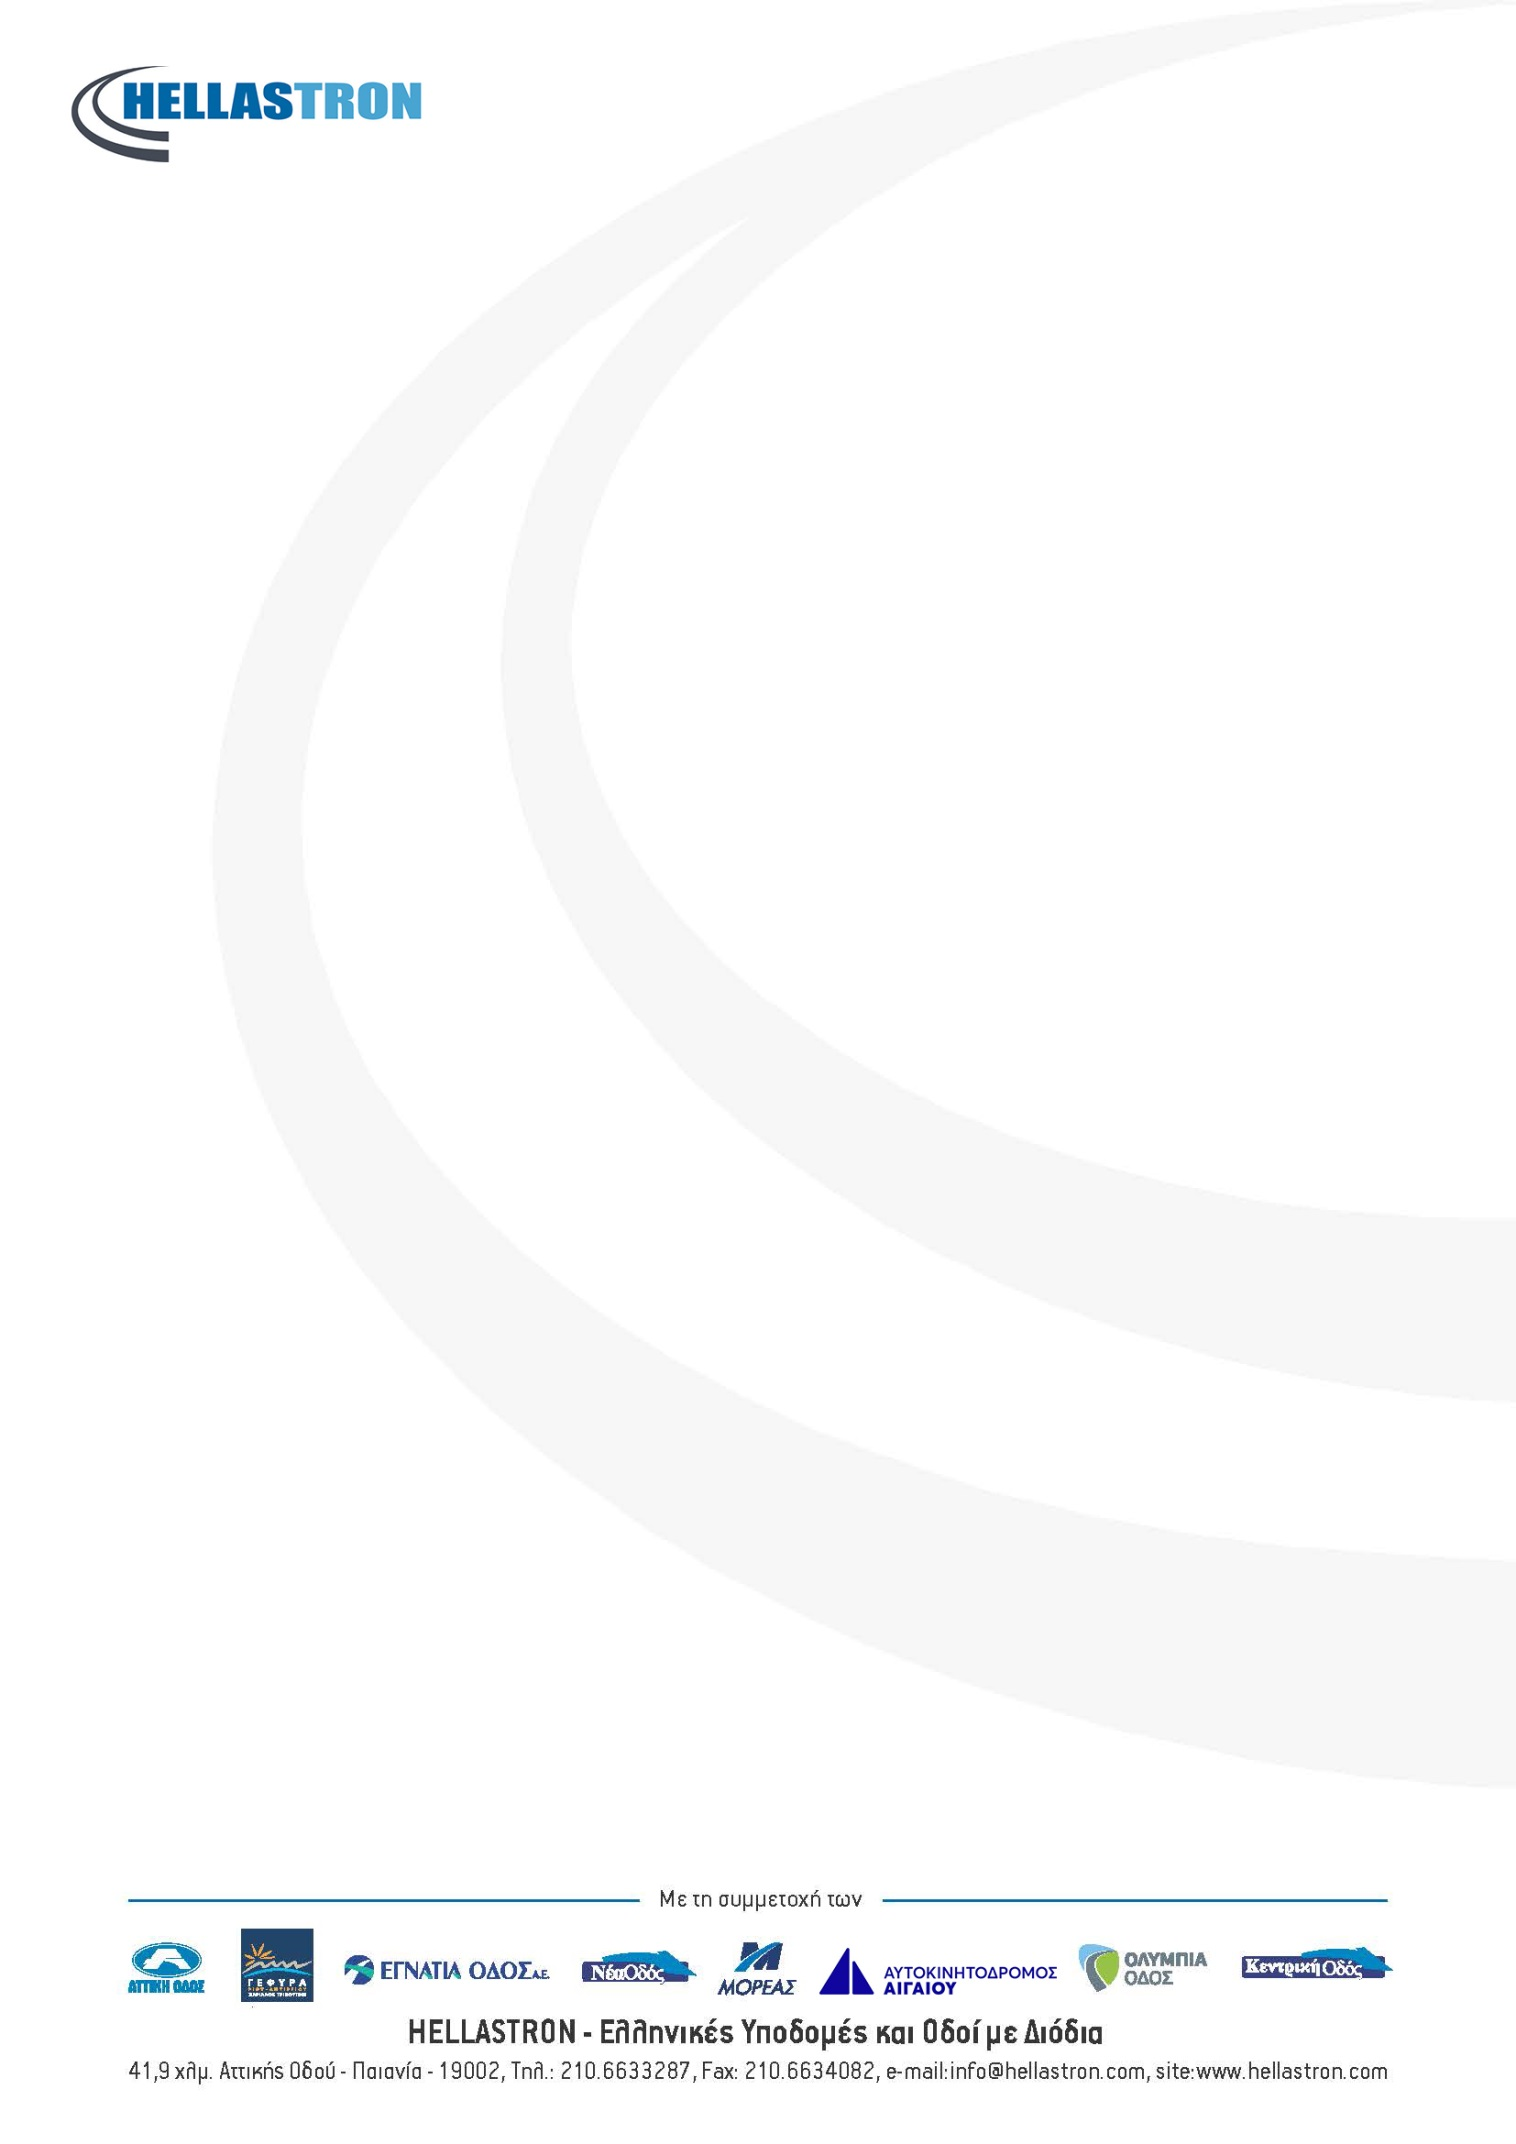 HELLASTRON
Με τη συμμετοχή των
ΑΤΤΙΚΗ ΟΔΟΣ
ΓΕΦΥΡΑ
ΕΓΝΑΤΙΑ ΟΔΟΣ Α.Ε.
Νέα Οδός
ΜΟΡΕΑΣ
ΑΥΤΟΚΙΝΗΤΟΔΡΟΜΟΣ
ΑΙΓΑΙΟΥ
ΟΛΥΜΠΙΑ
ΟΔΟΣ
Κεντρική Οδός
HELLASTRON - Ελληνικές Υποδομές και Οδοί με Διόδια
41,9 χλμ. Αττικής Οδού - Παιανία - 19002, Τηλ.: 210.6633287, Fax: 210.6634082, e-mail:info@hellastron.com, site:www.hellastron.com